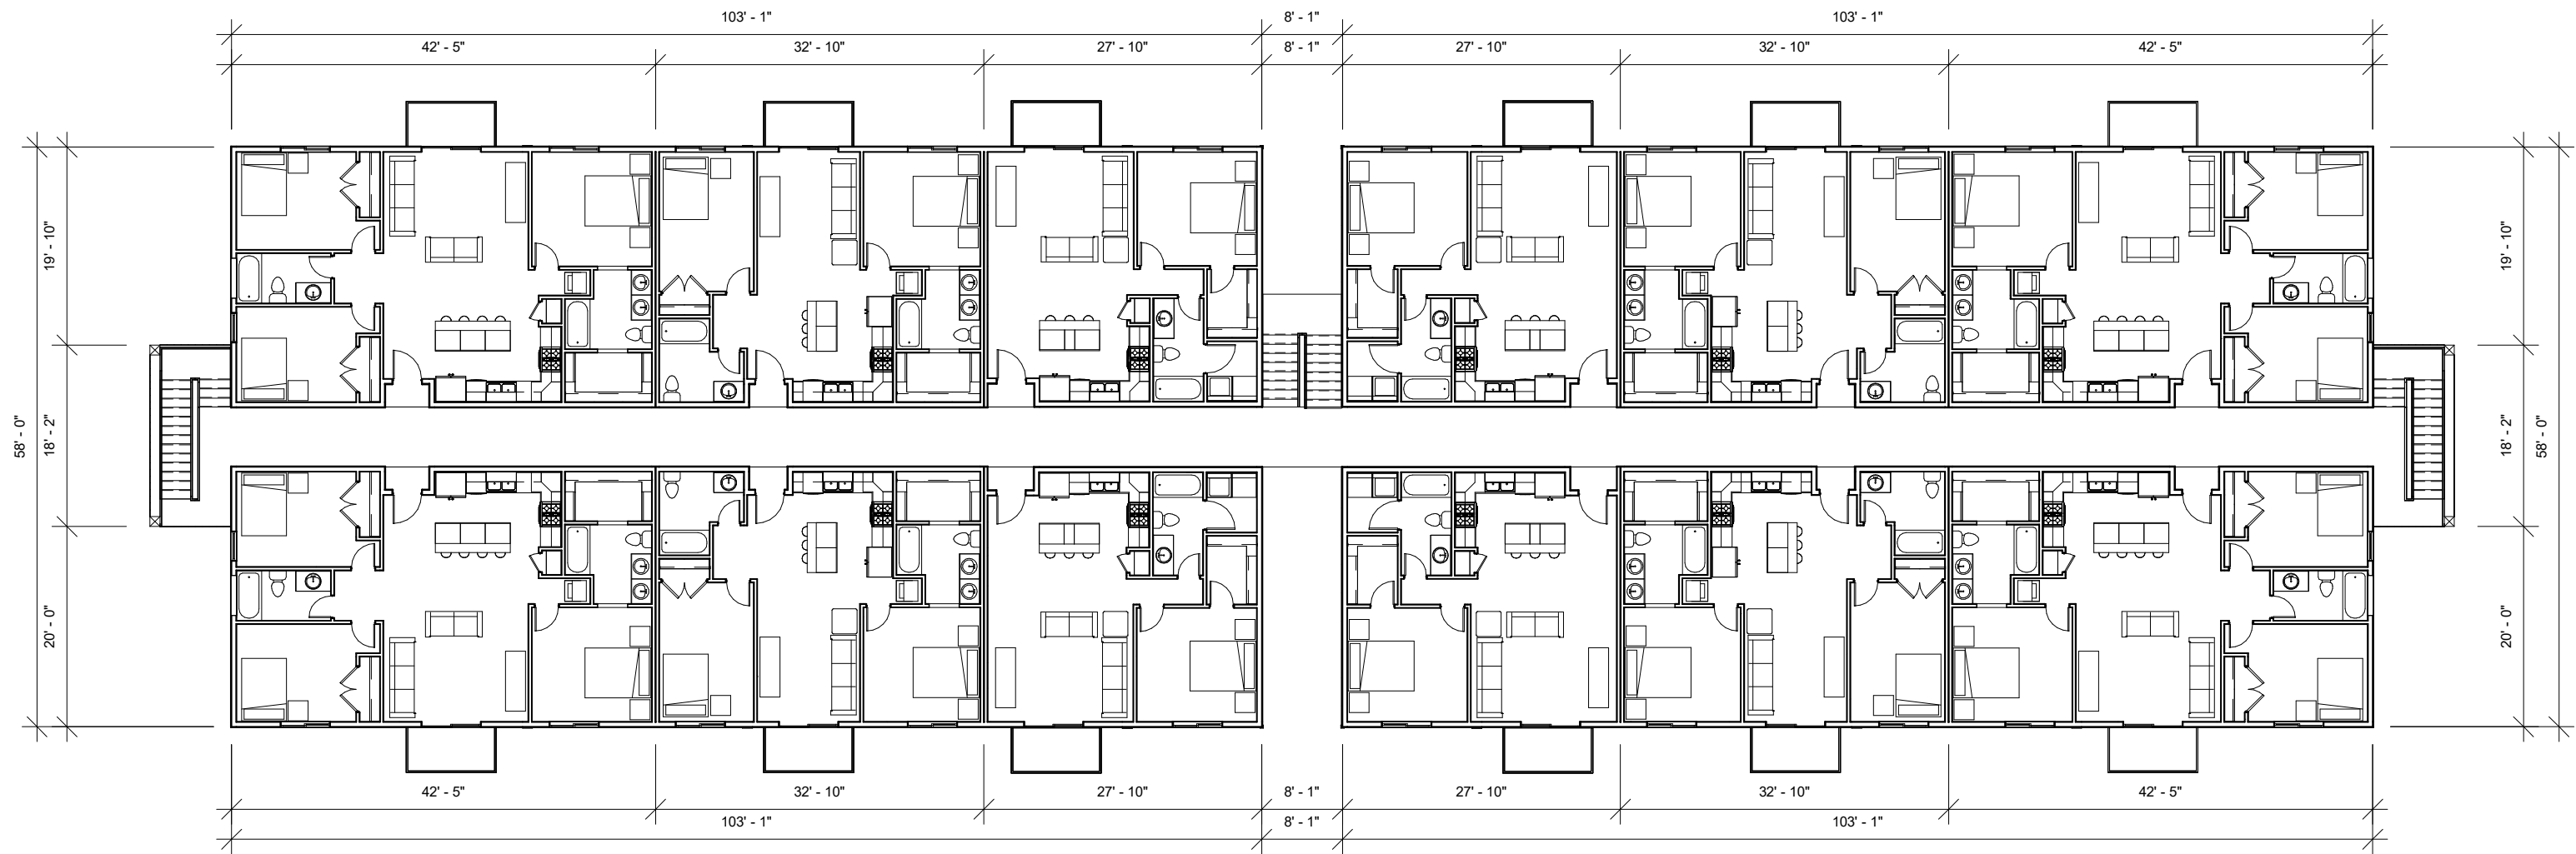 103' - 1" 8' - 1" 103' - 1"
42' - 5" 32' - 10" 27' - 10" 8' - 1" 27' - 10" 32' - 10" 42' - 5"
58' - 0"
19' - 10"
18' - 2"
20' - 0"
19' - 10"
18' - 2"
20' - 0"
58' - 0"
42' - 5" 32' - 10" 27' - 10" 8' - 1" 27' - 10" 32' - 10" 42' - 5"
103' - 1" 8' - 1" 103' - 1"